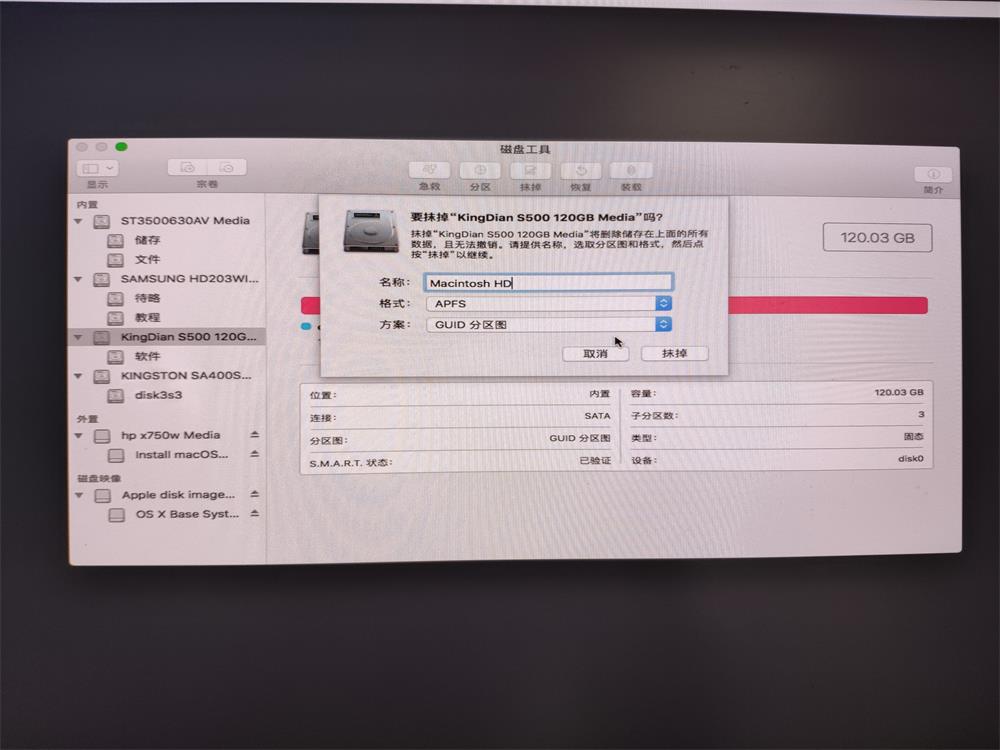 磁盘工具
显示
宗卷
急救
分区
抹掉
恢复
装载
简介
内置
ST3500630AV Media
储存
文件
SAMSUNG HD203WI...
待略
教程
KingDian S500 120G...
软件
KINGSTON SA400S...
disk3s3
外置
hp x750w Media
Install macOS...
磁盘映像
Apple disk image...
OS X Base Syst...
120.03 GB
要抹掉“KingDian S500 120GB Media”吗?
抹掉“KingDian S500 120GB Media”将删除储存在上面的所有
数据，且无法撤销。请提供名称，选取分区图和格式，然后点
按“抹掉”以继续。
名称： Macintosh HD
格式： APFS
方案： GUID 分区图
取消
抹掉
位置： 内置
容量： 120.03 GB
连接： SATA
子分区数： 3
分区图： GUID 分区图
类型： 固态
S.M.A.R.T. 状态： 已验证
设备： disk0